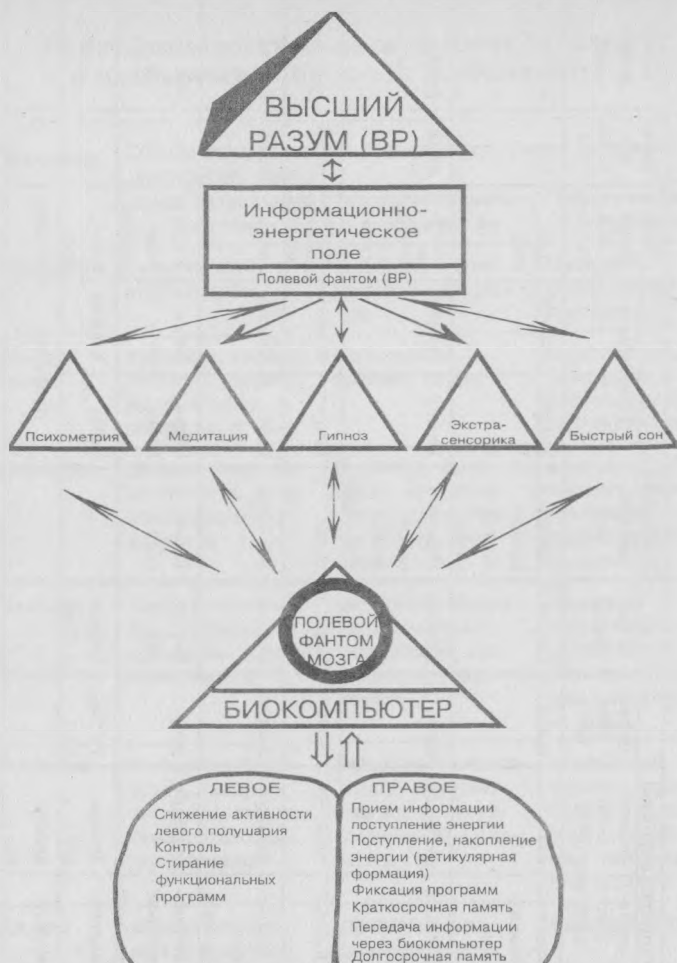 ВЫСШИЙ
РАЗУМ (ВР)
Информационно-
энергетическое
поле
Полевой фантом (ВР)
Психометрия
Медитация
Гипноз
Экстра-
сенсорика
Быстрый сон
ПОЛЕВОЙ
ФАНТОМ
МОЗГА
БИОКОМПЬЮТЕР
ЛЕВОЕ
Снижение активности
левого полушария
Контроль
Стирание
функциональных
программ
ПРАВОЕ
Прием информации
поступление энергии
Поступление, накопление
энергии (ретикулярная
формация)
Фиксация программ
Краткосрочная память
Передача информации
через биокомпьютер
Долгосрочная память